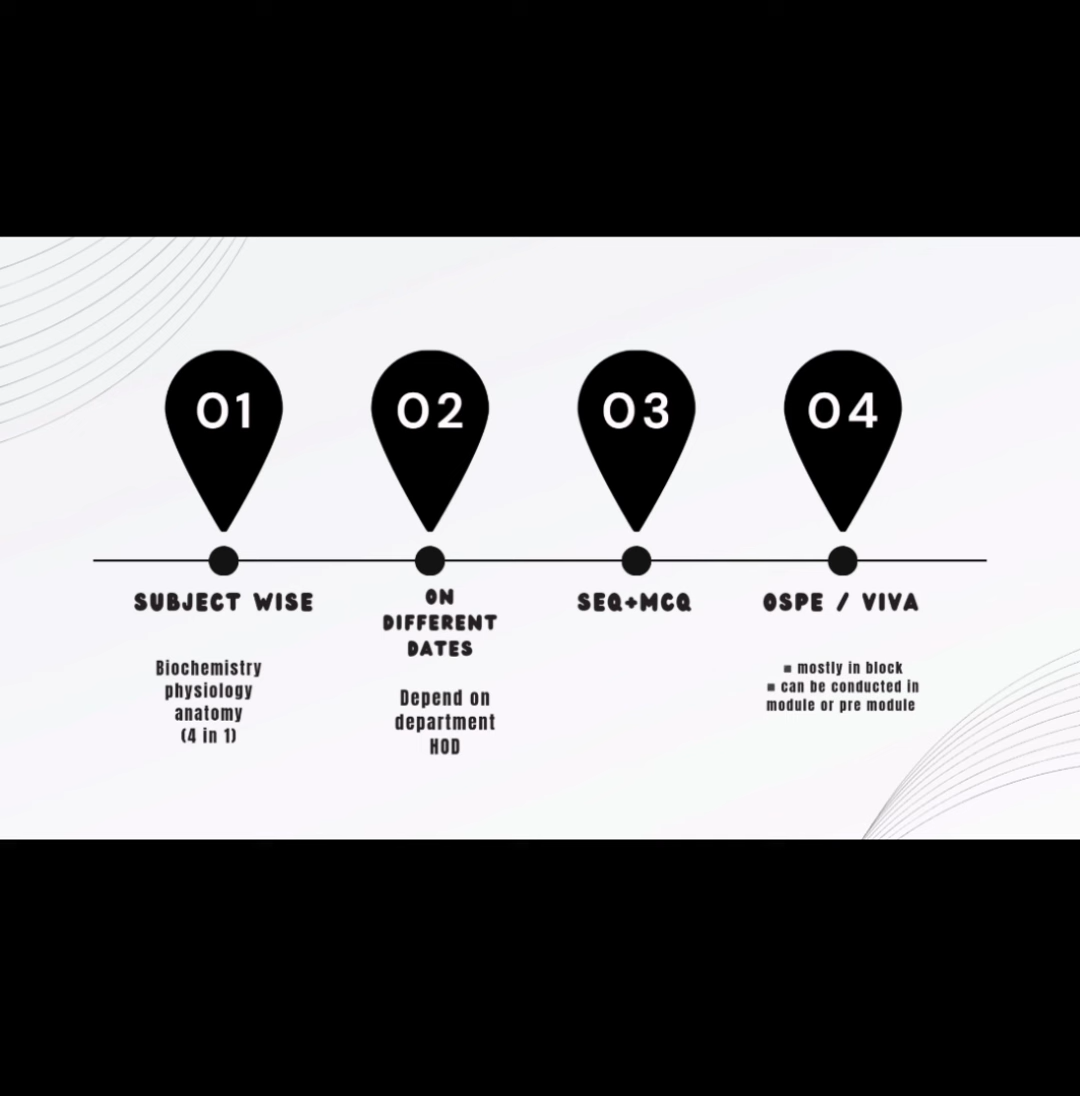 01
02
03
04
SUBJECT WISE
Biochemistry
physiology
anatomy
(4 in 1)
ON
DIFFERENT
DATES
Depend on
department
HOD
SEQ+MCQ
OSPE / VIVA
▪ mostly in block
▪ can be conducted in
module or pre module